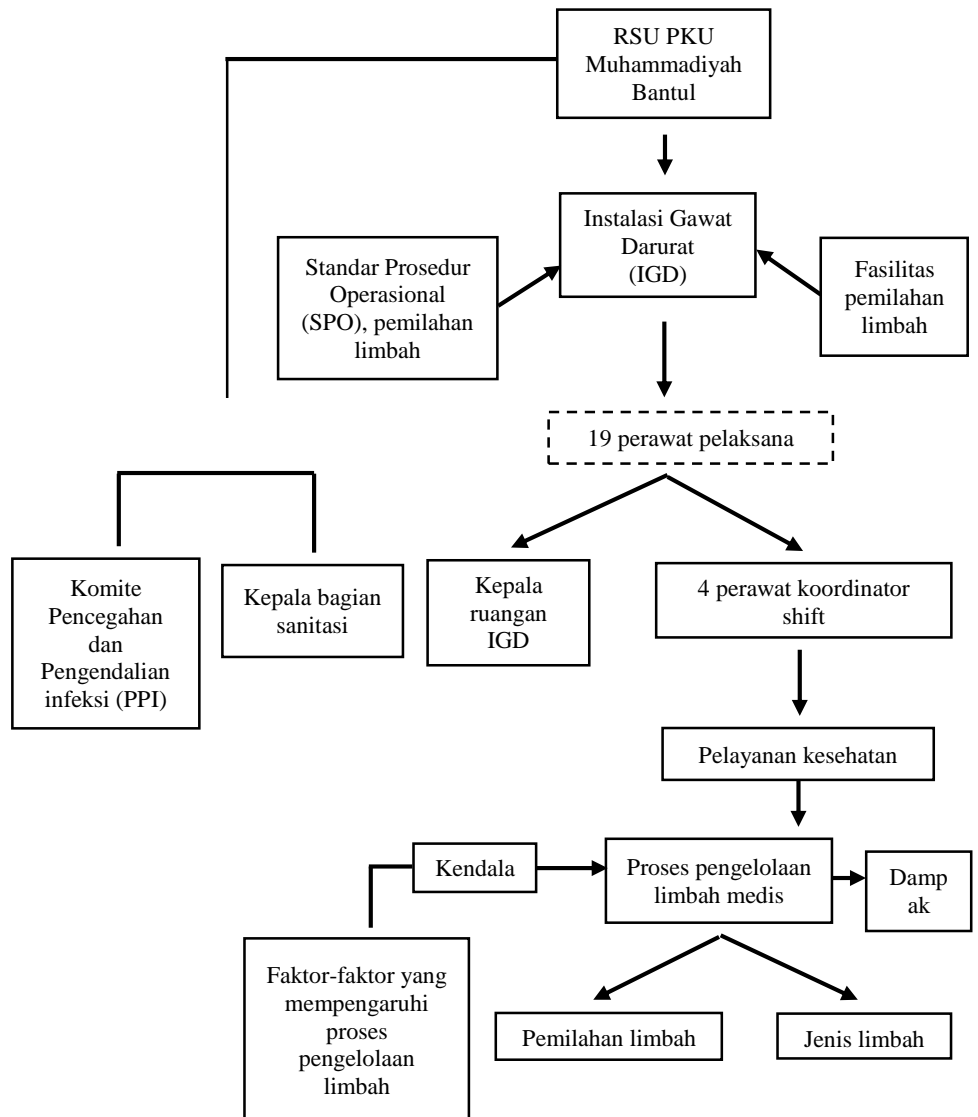 RSU PKU
Muhammadiyah
Bantul
Instalasi Gawat
Darurat
(IGD)
Standar Prosedur
Operasional
(SPO), pemilahan
limbah
Fasilitas
pemilahan
limbah
19 perawat pelaksana
Komite
Pencegahan
dan
Pengendalian
infeksi (PPI)
Kepala bagian
sanitasi
Kepala
ruangan
IGD
4 perawat koordinator
shift
Pelayanan kesehatan
Kendala
Proses pengelolaan
limbah medis
Damp
ak
Faktor-faktor yang
mempengaruhi
proses
pengelolaan
limbah
Pemilahan limbah
Jenis limbah